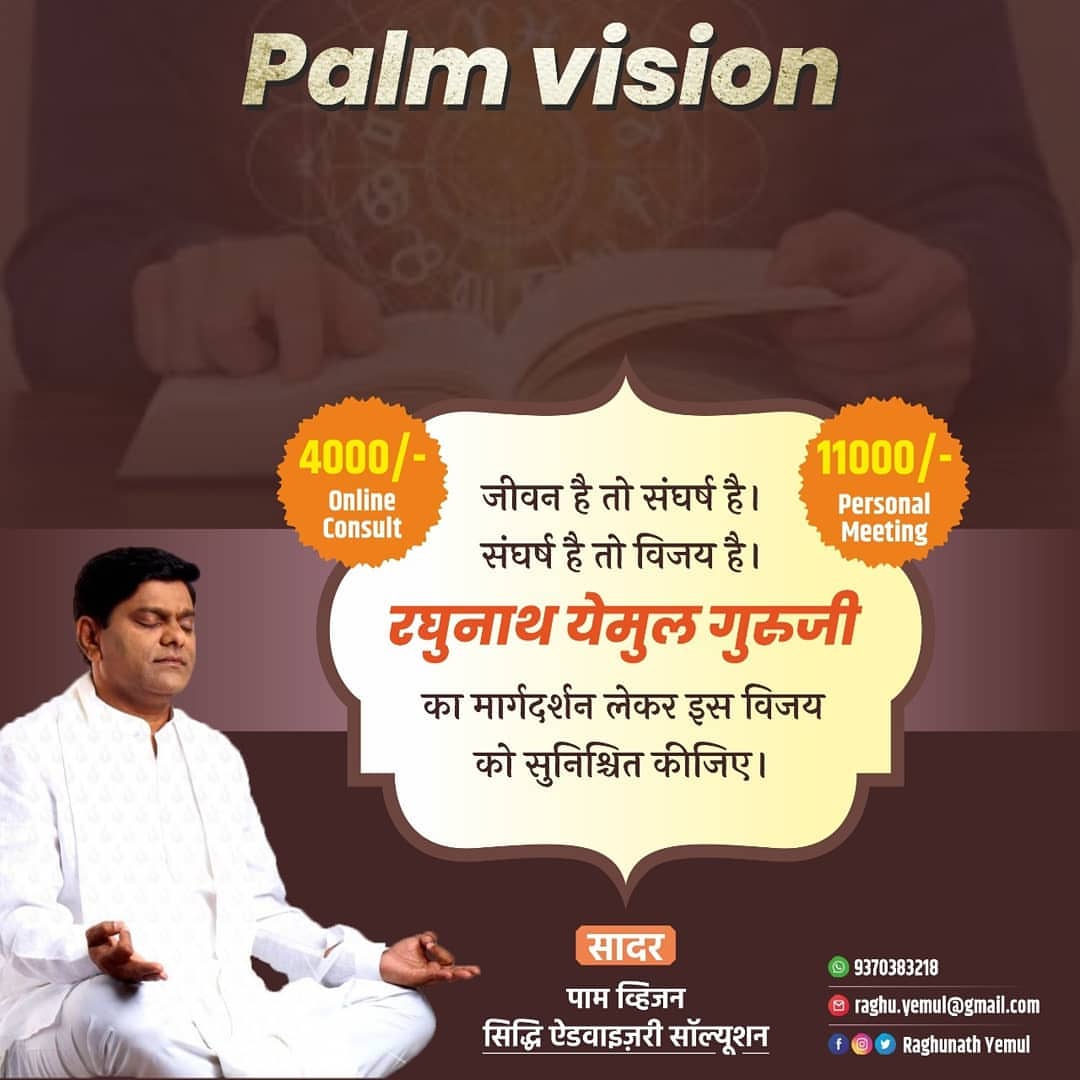 Palm vision
4000/-
Online
Consult
11000/-
Personal
Meeting
जीवन है तो संघर्ष है।
संघर्ष है तो विजय है।
रघुनाथ येमुल गुरुजी
का मार्गदर्शन लेकर इस विजय
को सुनिश्चित कीजिए।
सादर
पाम व्हिजन
सिद्धि ऐडवाइज़री सॉल्यूशन
9370383218
raghu.yemul@gmail.com
Raghunath Yemul